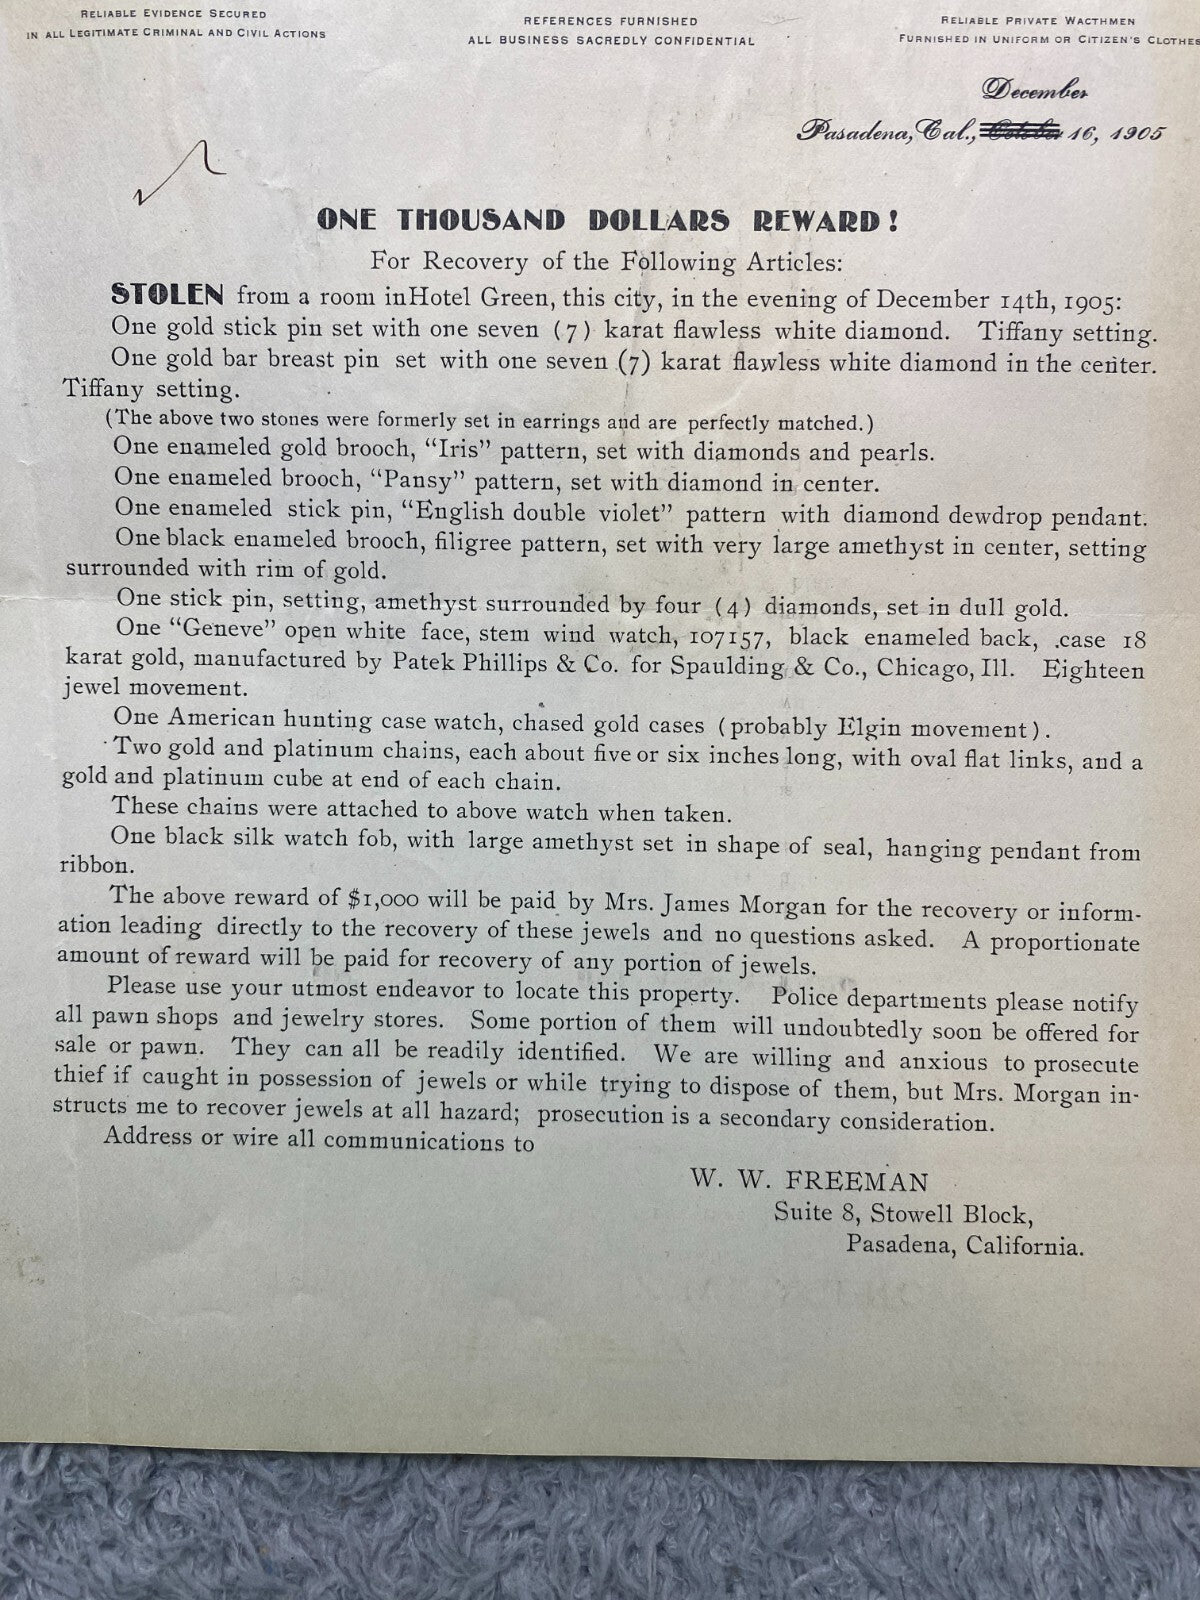 RELIABLE EVIDENCE SECURED
IN ALL LEGITIMATE CRIMINAL AND CIVIL ACTIONS
REFERENCES FURNISHED
ALL BUSINESS SACREDLY CONFIDENTIAL
RELIABLE PRIVATE WACTHMEN
FURNISHED IN UNIFORM OR CITIZEN'S CLOTHES
December
Pasadena, Cal., October 16, 1905
ONE THOUSAND DOLLARS REWARD!
For Recovery of the Following Articles:
STOLEN from a room in Hotel Green, this city, in the evening of December 14th, 1905:
One gold stick pin set with one seven (7) karat flawless white diamond. Tiffany setting.
One gold bar breast pin set with one seven (7) karat flawless white diamond in the center.
Tiffany setting.
(The above two stones were formerly set in earrings and are perfectly matched.)
One enameled gold brooch, "Iris" pattern, set with diamonds and pearls.
One enameled brooch, "Pansy" pattern, set with diamond in center.
One enameled stick pin, "English double violet" pattern with diamond dewdrop pendant.
One black enameled brooch, filigree pattern, set with very large amethyst in center, setting
surrounded with rim of gold.
One stick pin, setting, amethyst surrounded by four (4) diamonds, set in dull gold.
One "Geneve" open white face, stem wind watch, 107157, black enameled back, .case 18
karat gold, manufactured by Patek Phillips & Co. for Spaulding & Co., Chicago, Ill. Eighteen
jewel movement.
One American hunting case watch, chased gold cases (probably Elgin movement).
Two gold and platinum chains, each about five or six inches long, with oval flat links, and a
gold and platinum cube at end of each chain.
These chains were attached to above watch when taken.
One black silk watch fob, with large amethyst set in shape of seal, hanging pendant from
ribbon.
The above reward of $1,000 will be paid by Mrs. James Morgan for the recovery or inform-
ation leading directly to the recovery of these jewels and no questions asked. A proportionate
amount of reward will be paid for recovery of any portion of jewels.
Please use your utmost endeavor to locate this property. Police departments please notify
all pawn shops and jewelry stores. Some portion of them will undoubtedly soon be offered for
sale or pawn. They can all be readily identified. We are willing and anxious to prosecute
thief if caught in possession of jewels or while trying to dispose of them, but Mrs. Morgan in-
structs me to recover jewels at all hazard; prosecution is a secondary consideration.
Address or wire all communications to
W. W. FREEMAN
Suite 8, Stowell Block,
Pasadena, California.